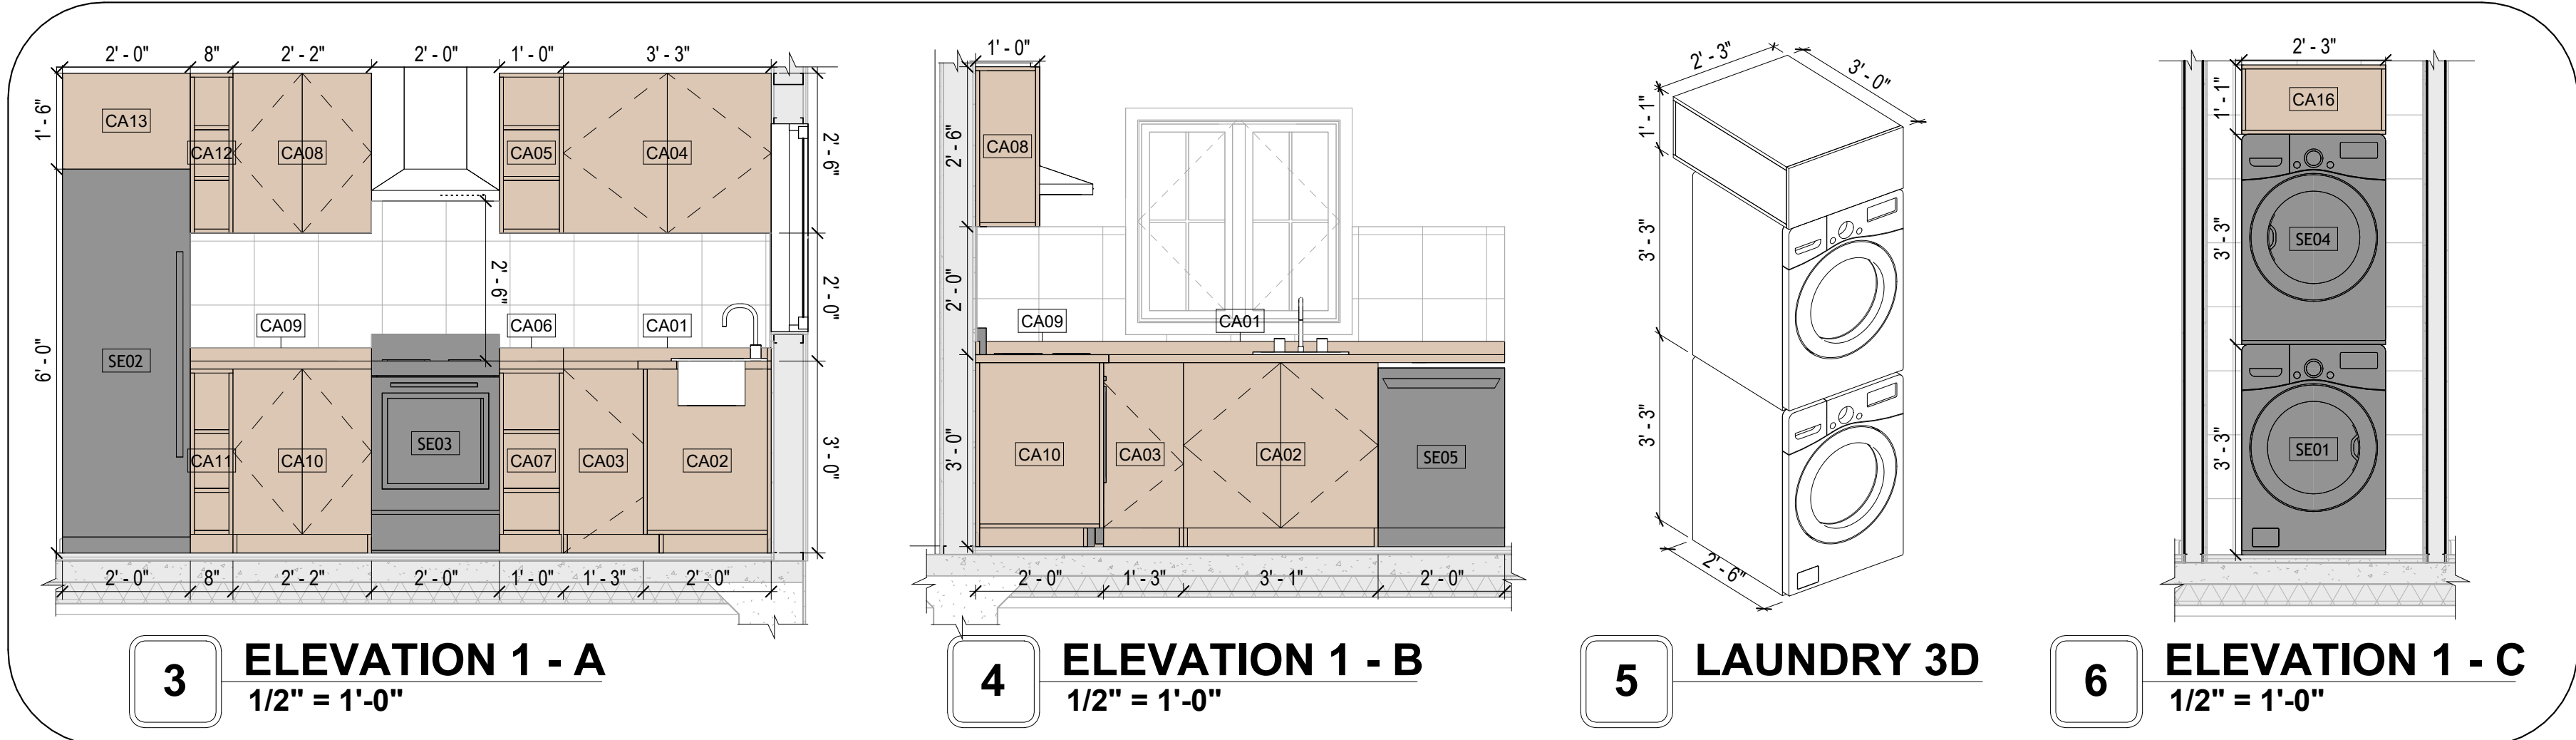 2' - 0" 8" 2' - 2" 2' - 0" 1' - 0" 3' - 3"
1' - 6"
6' - 0"
CA13
CA12
CA08
CA05
CA04
2' - 6"
2' - 0"
3' - 0"
2' - 6"
CA09
CA06
CA01
SE02
SE03
CA11
CA10
CA07
CA03
CA02
2' - 0" 8" 2' - 2" 2' - 0" 1' - 0" 1' - 3" 2' - 0"
3 ELEVATION 1 - A
1/2" = 1'-0"
1' - 0"
2' - 6"
2' - 0"
3' - 0"
CA08
CA09
CA01
CA10
CA03
CA02
SE05
2' - 0" 1' - 3" 3' - 1" 2' - 0"
4 ELEVATION 1 - B
1/2" = 1'-0"
2' - 3"
3' - 0"
1' - 1"
3' - 3"
3' - 3"
2' - 6"
5 LAUNDRY 3D
2' - 3"
1' - 1"
CA16
3' - 3"
SE04
3' - 3"
SE01
6 ELEVATION 1 - C
1/2" = 1'-0"